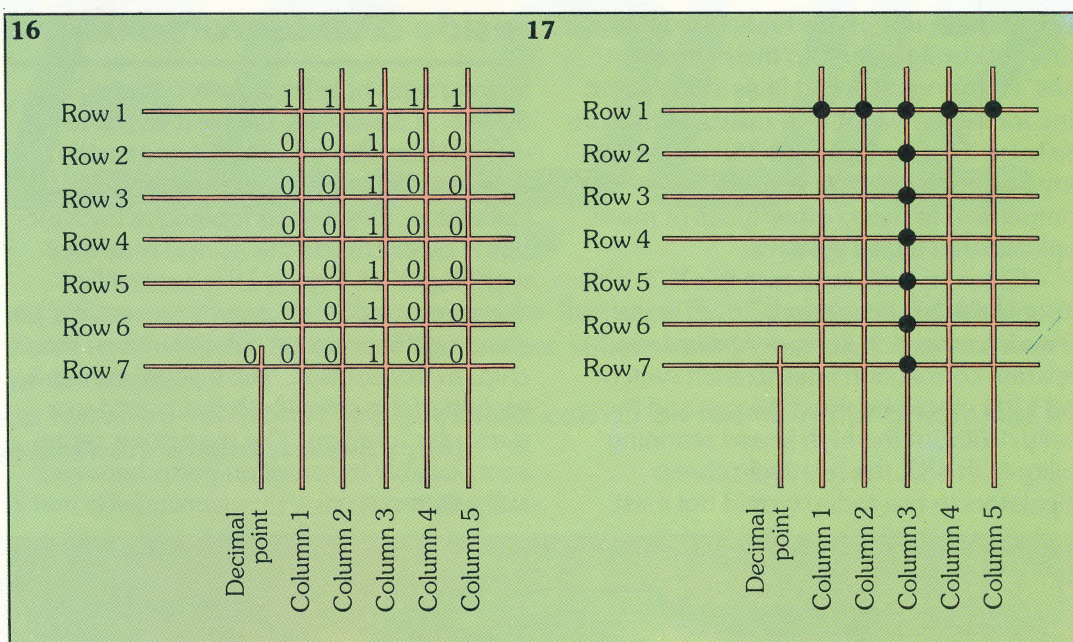 16
Row 1 1 1 1 1 1
Row 2 0 0 1 0 0
Row 3 0 0 1 0 0
Row 4 0 0 1 0 0
Row 5 0 0 1 0 0
Row 6 0 0 1 0 0
Row 7 0 0 0 1 0 0
Decimal
point
Column 1
Column 2
Column 3
Column 4
Column 5
17
Row 1
Row 2
Row 3
Row 4
Row 5
Row 6
Row 7
Decimal
point
Column 1
Column 2
Column 3
Column 4
Column 5